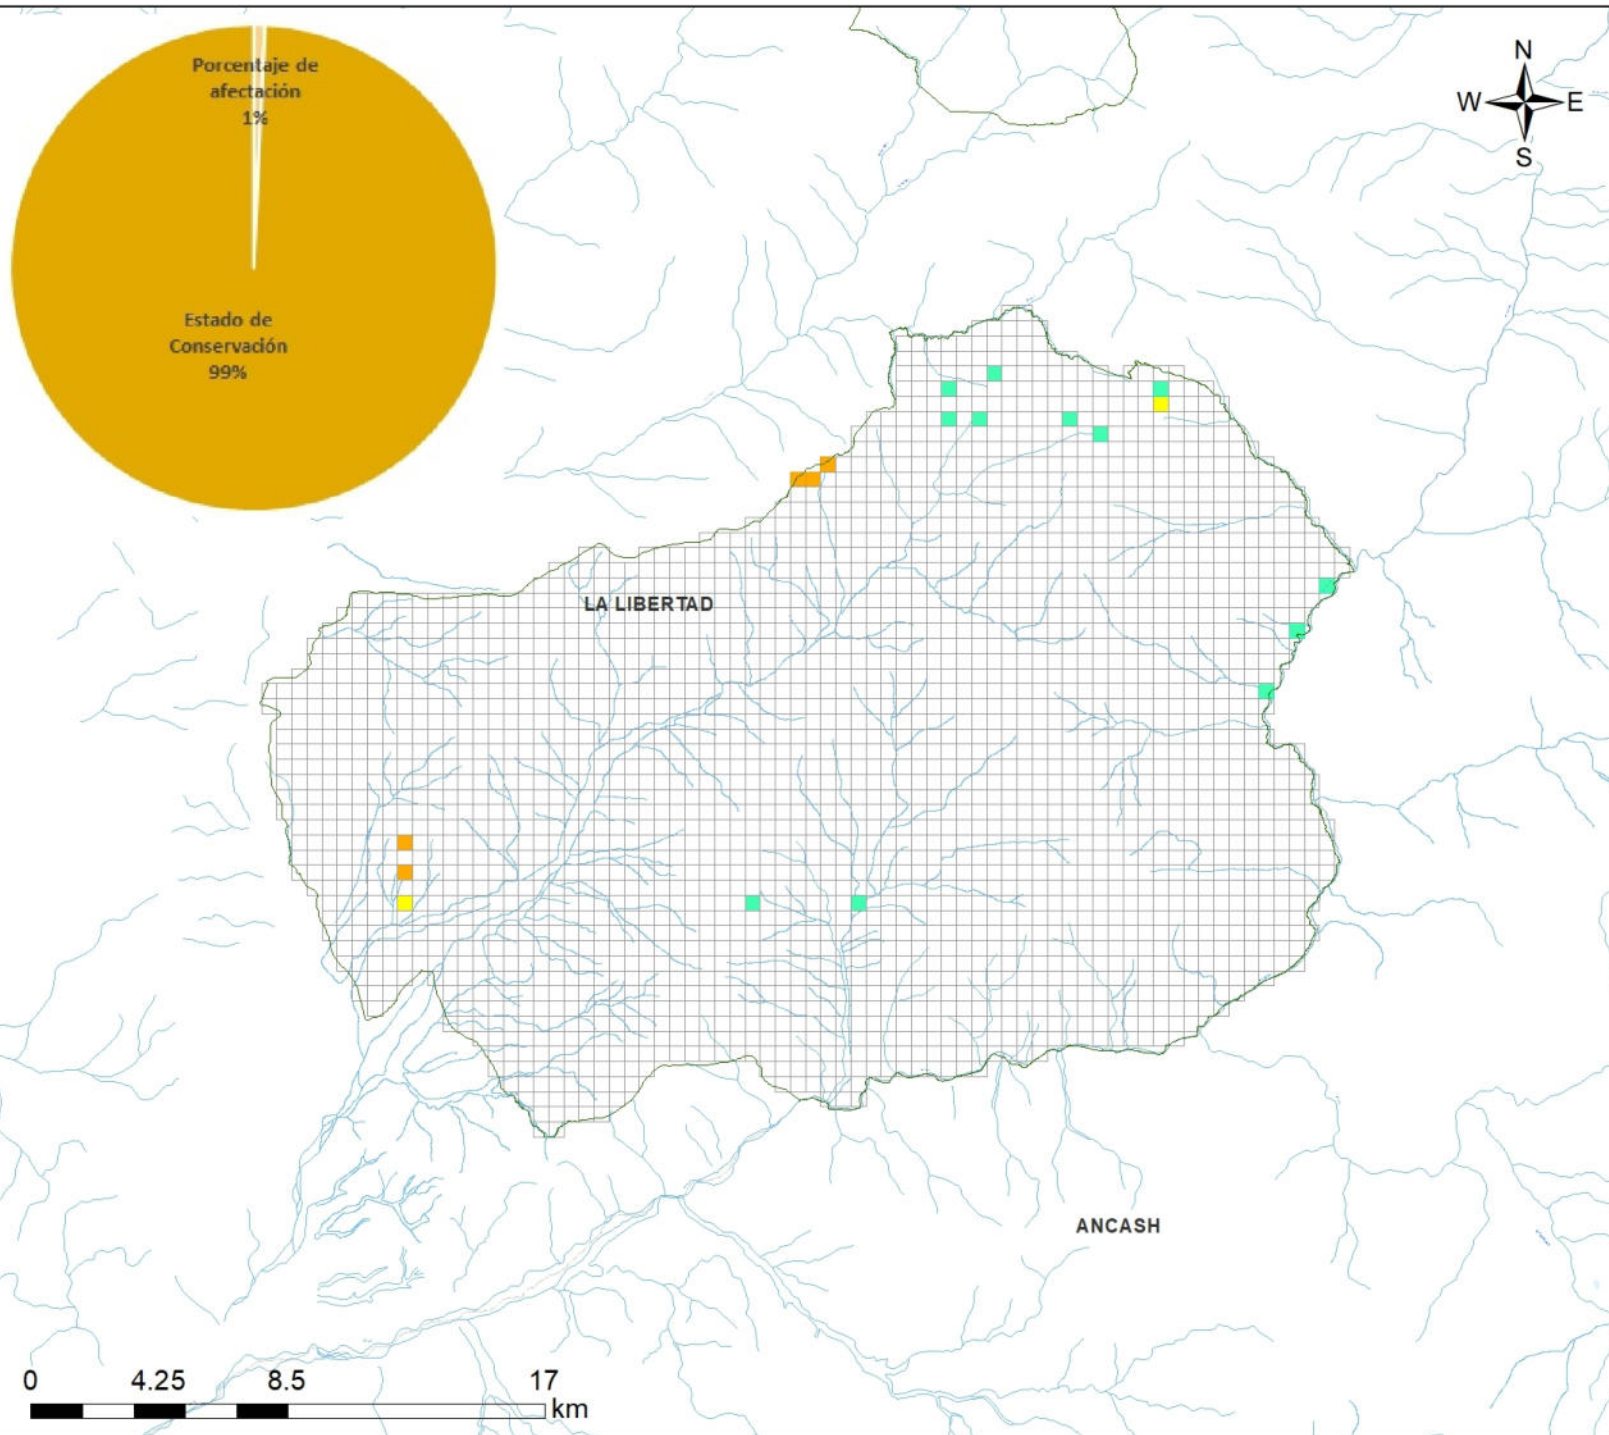 Porcentaje de
afectación
1%
Estado de
Conservación
99%
N
W
E
S
LA LIBERTAD
ANCASH
0
4.25
8.5
17
km